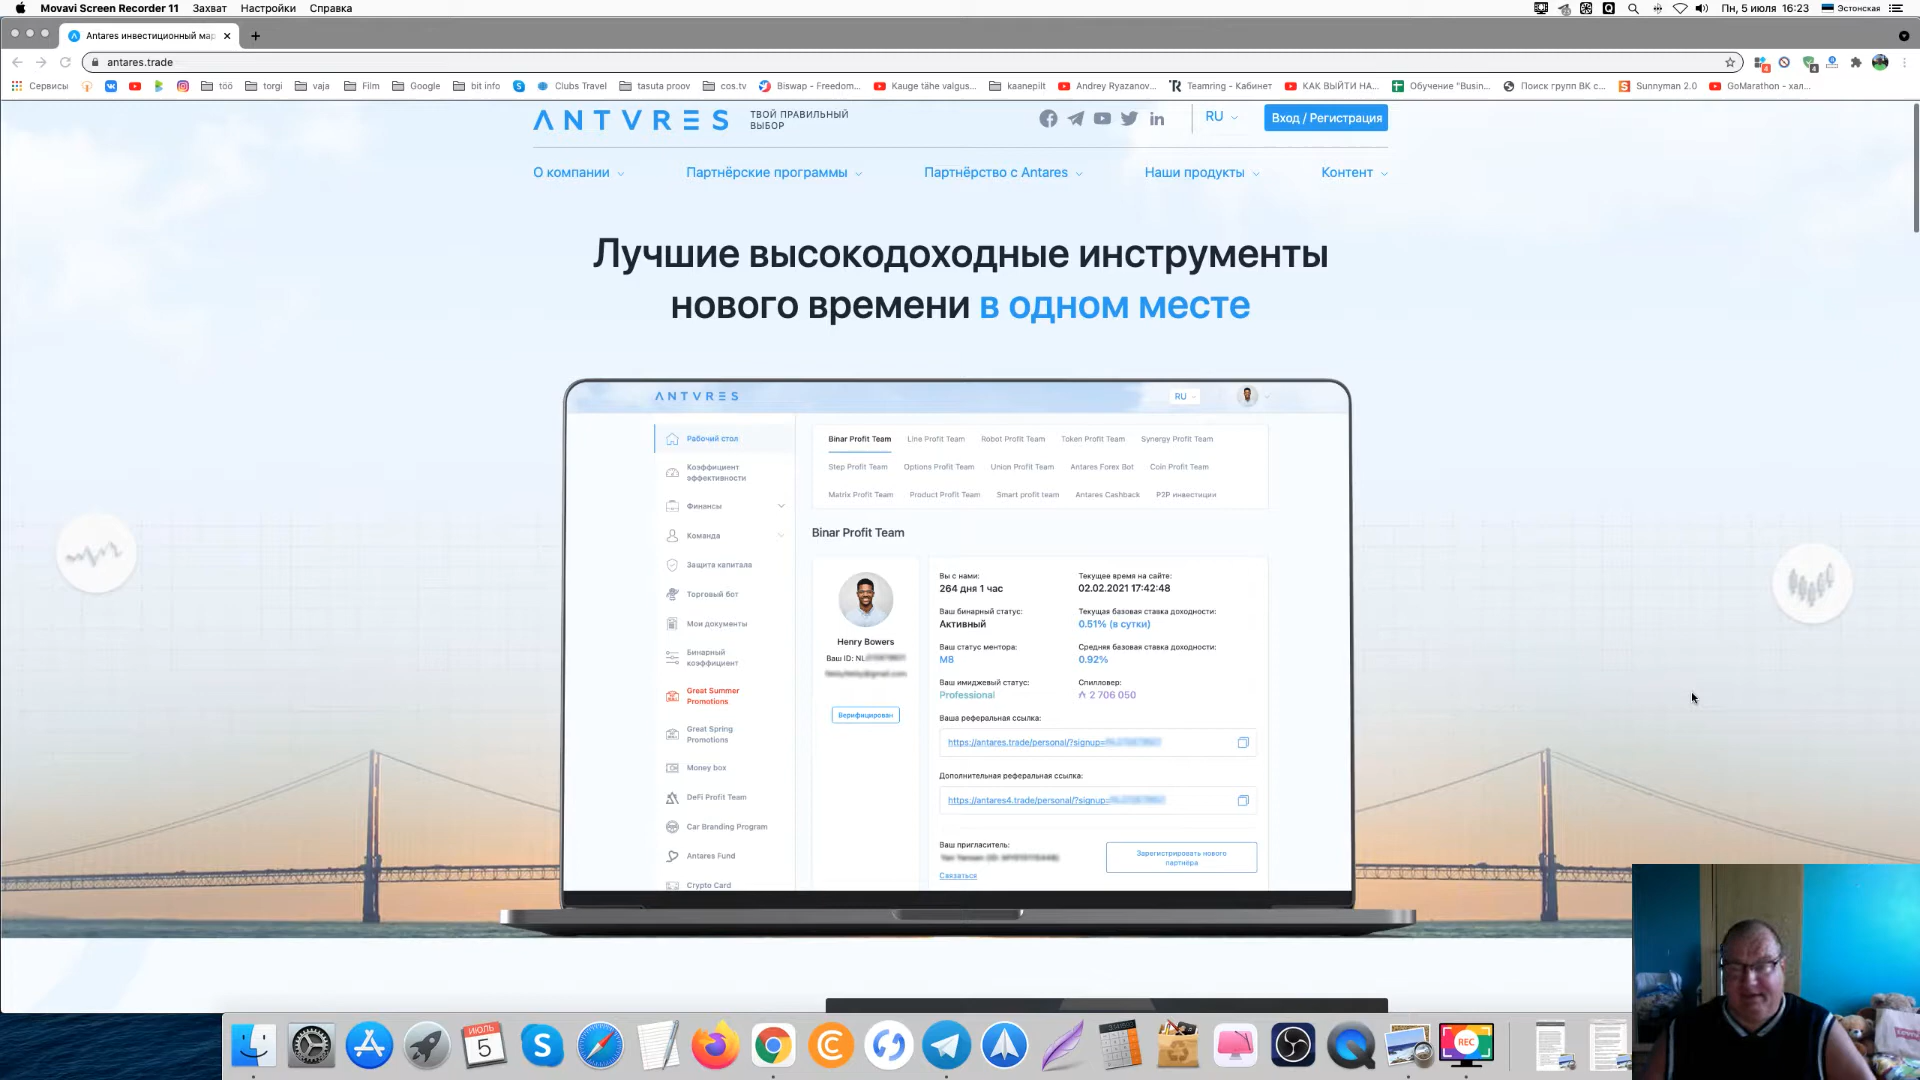 Movavi Screen Recorder 11 Захват Настройки Справка
Пн, 5 июля 16:23 Эстонская
Antares инвестиционный мар
antares.trade
Сервисы töö torgi vaja Film Google bit info Clubs Travel tasuta proov cos.tv Biswap - Freedom... Kauge tähe valgus... kaanepilt Andrey Ryazanov... Teamring - Кабинет КАК ВЫЙТИ НА... Обучение "Busin... Поиск групп ВК с... Sunnyman 2.0 GoMarathon - хал...
ANTARES
ТВОЙ ПРАВИЛЬНЫЙ
ВЫБОР
RU
Вход / Регистрация
О компании Партнёрские программы Партнёрство с Antares Наши продукты Контент
Лучшие высокодоходные инструменты
нового времени в одном месте
ANTARES RU
Рабочий стол
Коэффициент
эффективности
Финансы
Команда
Защита капитала
Торговый бот
Мои документы
Бинарный
коэффициент
Great Summer
Promotions
Great Spring
Promotions
Money box
DeFi Profit Team
Car Branding Program
Antares Fund
Crypto Card
Binar Profit Team Line Profit Team Robot Profit Team Token Profit Team Synergy Profit Team
Step Profit Team Options Profit Team Union Profit Team Antares Forex Bot Coin Profit Team
Matrix Profit Team Product Profit Team Smart profit team Antares Cashback P2P инвестиции
Binar Profit Team
Henry Bowers
Ваш ID: NL
Верифицирован
Вы с нами:
264 дня 1 час
Текущее время на сайте:
02.02.2021 17:42:48
Ваш бинарный статус:
Активный
Текущая базовая ставка доходности:
0.51% (в сутки)
Ваш статус ментора:
M8
Средняя базовая ставка доходности:
0.92%
Ваш имиджевый статус:
Professional
Спилловер:
2 706 050
Ваша реферальная ссылка:
https://antares.trade/personal/?signup=
Дополнительная реферальная ссылка:
https://antares4.trade/personal/?signup=
Ваш пригласитель:
Связаться
Зарегистрировать нового
партнёра
ИЮЛЬ
5
REC